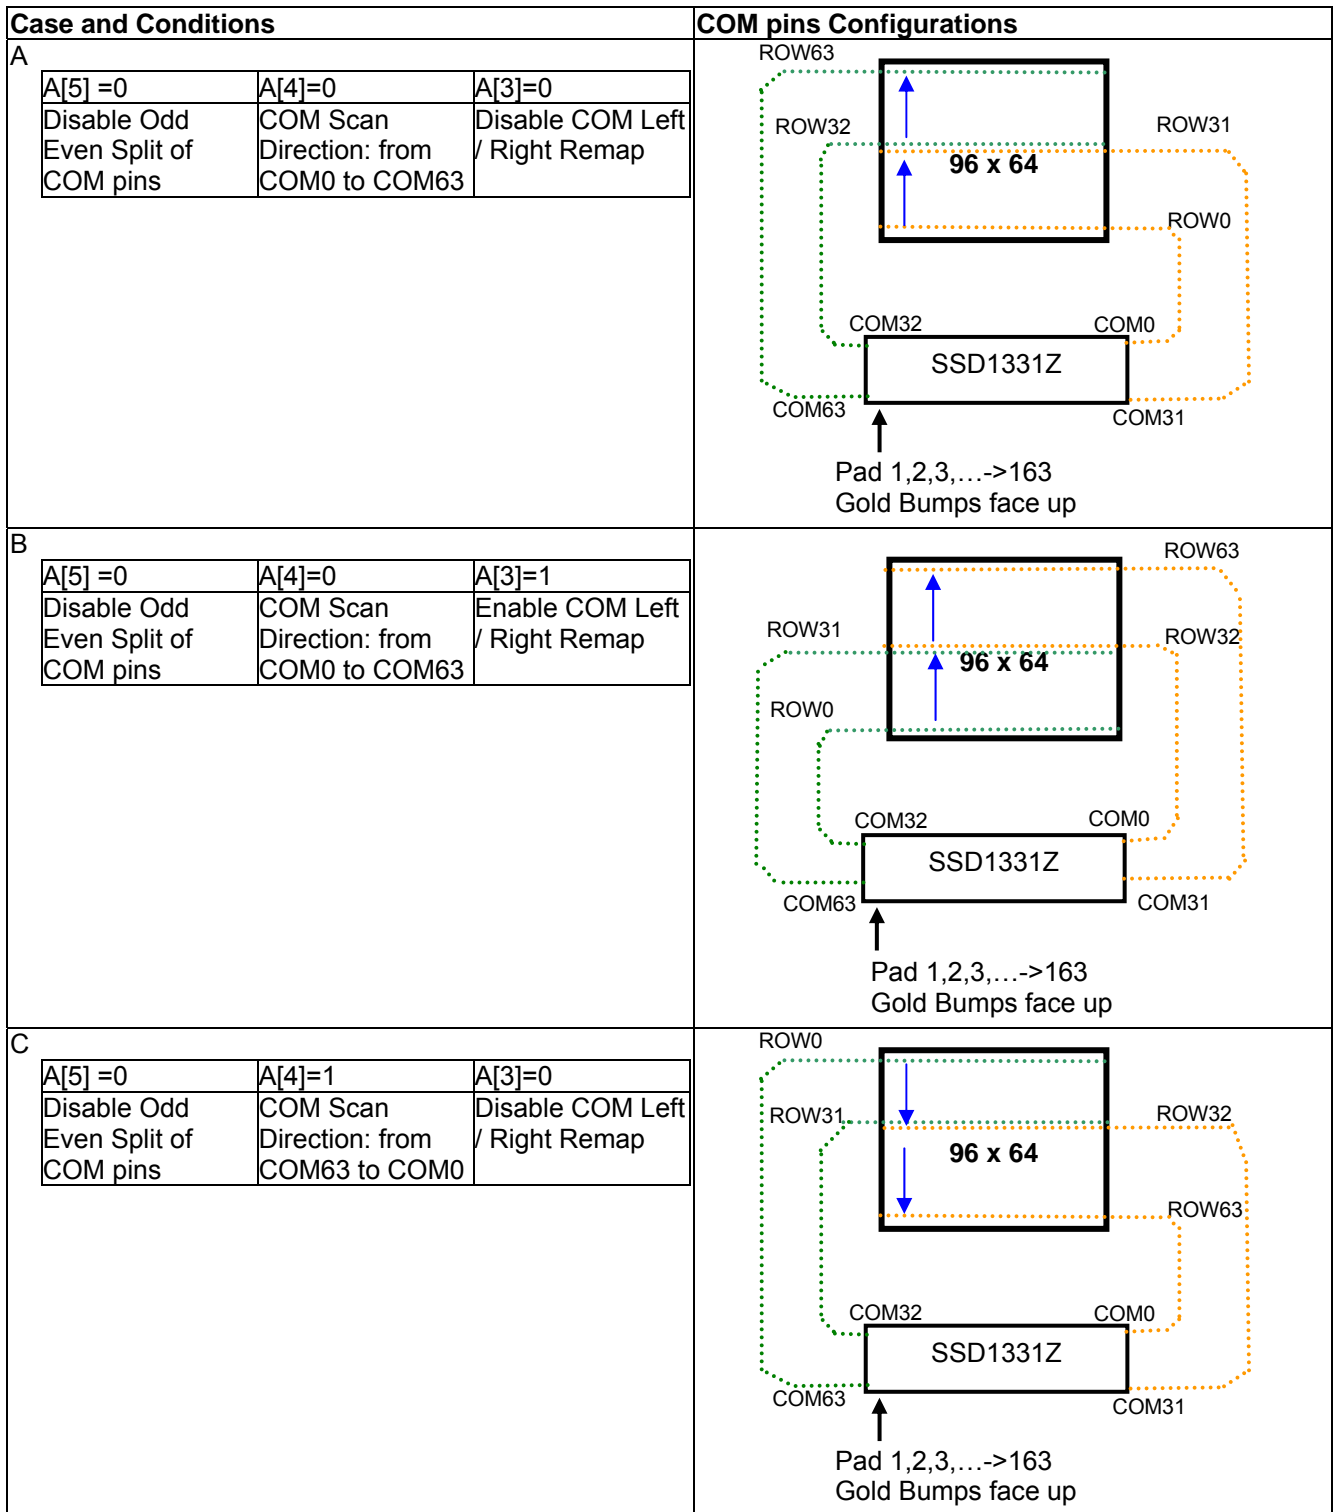 Case and Conditions
COM pins Configurations
A
A[5] =0
A[4]=0
A[3]=0
Disable Odd
Even Split of
COM pins
COM Scan
Direction: from
COM0 to COM63
Disable COM Left
/ Right Remap
ROW63
ROW32
ROW31
96 x 64
ROW0
COM32
COM0
SSD1331Z
COM63
COM31
Pad 1,2,3,…->163
Gold Bumps face up
B
A[5] =0
A[4]=0
A[3]=1
Disable Odd
Even Split of
COM pins
COM Scan
Direction: from
COM0 to COM63
Enable COM Left
/ Right Remap
ROW63
ROW31
ROW32
96 x 64
ROW0
COM32
COM0
SSD1331Z
COM63
COM31
Pad 1,2,3,…->163
Gold Bumps face up
C
A[5] =0
A[4]=1
A[3]=0
Disable Odd
Even Split of
COM pins
COM Scan
Direction: from
COM63 to COM0
Disable COM Left
/ Right Remap
ROW0
ROW31
ROW32
96 x 64
ROW63
COM32
COM0
SSD1331Z
COM63
COM31
Pad 1,2,3,…->163
Gold Bumps face up